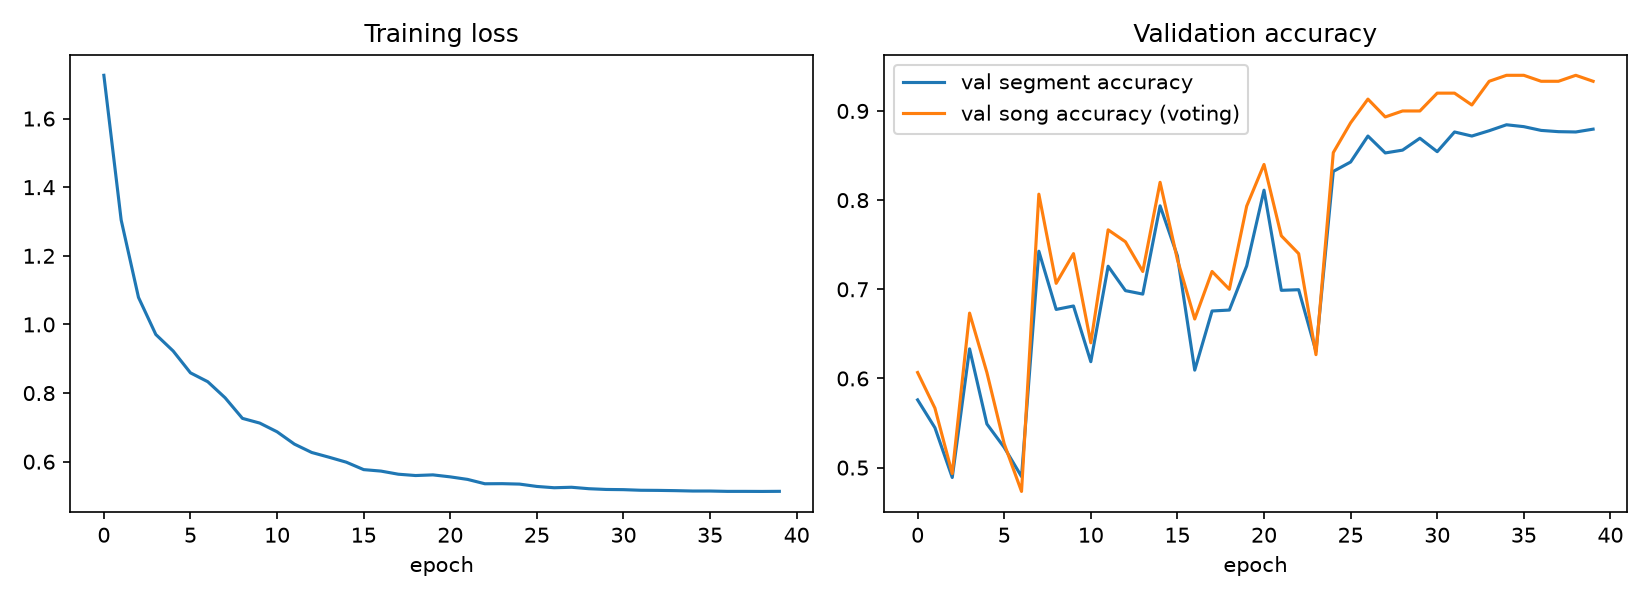 Training loss
1.6
1.4
1.2
1.0
0.8
0.6
0 5 10 15 20 25 30 35 40
epoch
Validation accuracy
val segment accuracy
val song accuracy (voting)
0.9
0.8
0.7
0.6
0.5
0 5 10 15 20 25 30 35 40
epoch